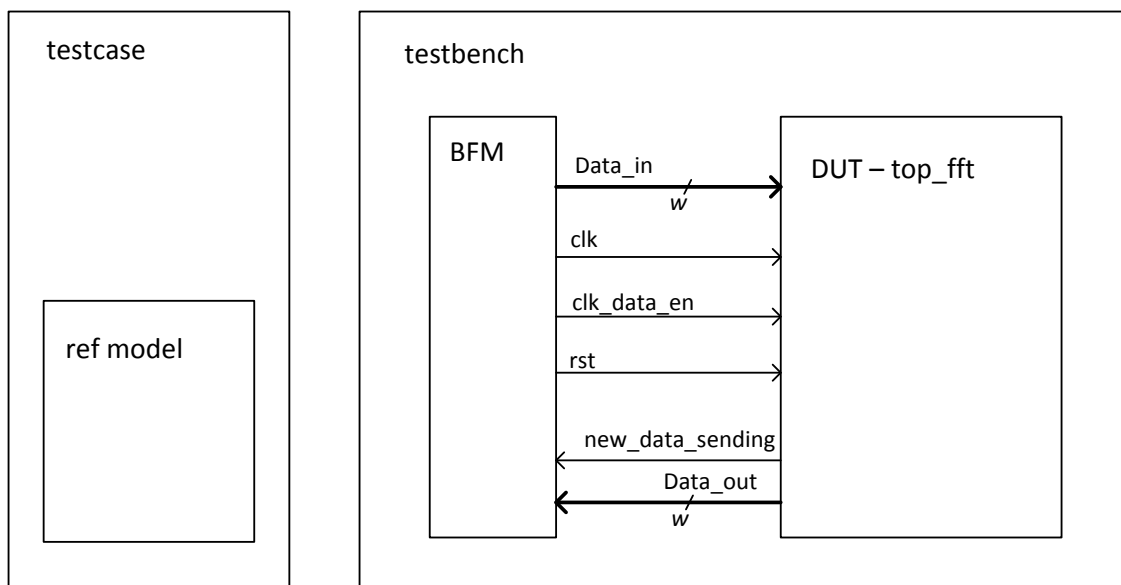 testcase
ref model
testbench
BFM
DUT – top_fft
Data_in
w
clk
clk_data_en
rst
new_data_sending
Data_out
w